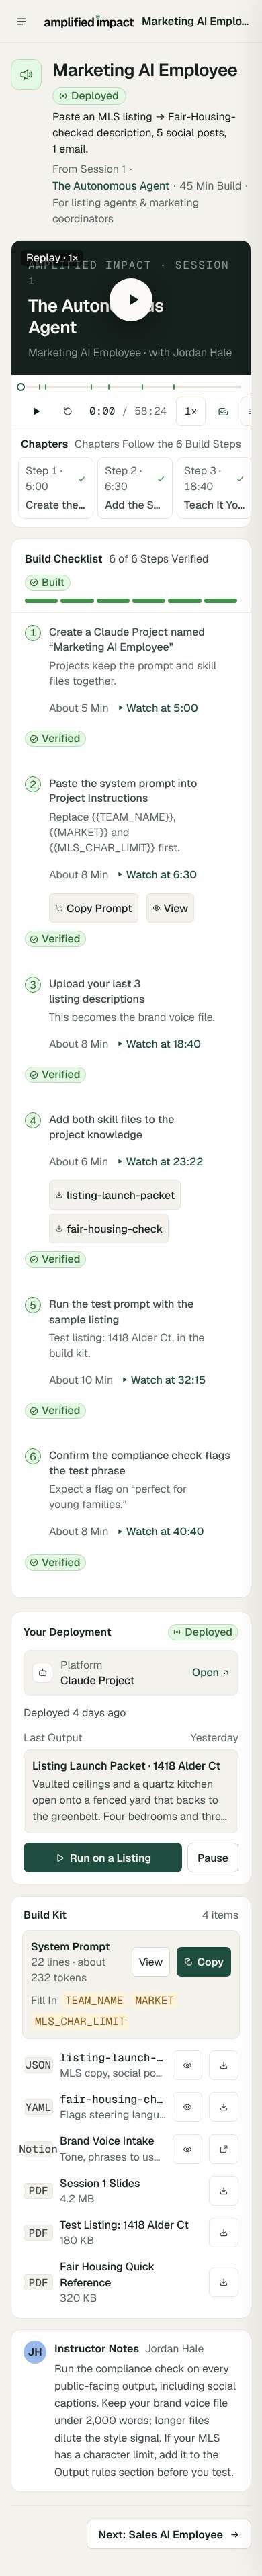 amplified impact Marketing AI Emplo…
Marketing AI Employee
Deployed
Paste an MLS listing → Fair-Housing-
checked description, 5 social posts,
1 email.
From Session 1 ·
The Autonomous Agent · 45 Min Build ·
For listing agents & marketing
coordinators
Replay · 1×
AMPLIFIED IMPACT · SESSION
1
The Autonomous
Agent
Marketing AI Employee · with Jordan Hale
0:00 / 58:24 1×
Chapters Chapters Follow the 6 Build Steps
Step 1 ·
5:00
Create the…
Step 2 ·
6:30
Add the S…
Step 3 ·
18:40
Teach It Yo…
Build Checklist 6 of 6 Steps Verified
Built
1 Create a Claude Project named
“Marketing AI Employee”
Projects keep the prompt and skill
files together.
About 5 Min Watch at 5:00
Verified
2 Paste the system prompt into
Project Instructions
Replace {{TEAM_NAME}},
{{MARKET}} and
{{MLS_CHAR_LIMIT}} first.
About 8 Min Watch at 6:30
Copy Prompt View
Verified
3 Upload your last 3
listing descriptions
This becomes the brand voice file.
About 8 Min Watch at 18:40
Verified
4 Add both skill files to the
project knowledge
About 6 Min Watch at 23:22
listing-launch-packet
fair-housing-check
Verified
5 Run the test prompt with the
sample listing
Test listing: 1418 Alder Ct, in the
build kit.
About 10 Min Watch at 32:15
Verified
6 Confirm the compliance check flags
the test phrase
Expect a flag on “perfect for
young families.”
About 8 Min Watch at 40:40
Verified
Your Deployment Deployed
Platform
Claude Project
Open ↗
Deployed 4 days ago
Last Output Yesterday
Listing Launch Packet · 1418 Alder Ct
Vaulted ceilings and a quartz kitchen
open onto a fenced yard that backs to
the greenbelt. Four bedrooms and thre…
Run on a Listing Pause
Build Kit 4 items
System Prompt
22 lines · about
232 tokens
View Copy
Fill In TEAM_NAME MARKET
MLS_CHAR_LIMIT
JSON listing-launch-…
MLS copy, social po…
YAML fair-housing-ch…
Flags steering langu…
Notion Brand Voice Intake
Tone, phrases to us…
PDF Session 1 Slides
4.2 MB
PDF Test Listing: 1418 Alder Ct
180 KB
PDF Fair Housing Quick
Reference
320 KB
JH Instructor Notes Jordan Hale
Run the compliance check on every
public-facing output, including social
captions. Keep your brand voice file
under 2,000 words; longer files
dilute the style signal. If your MLS
has a character limit, add it to the
Output rules section before you test.
Next: Sales AI Employee →